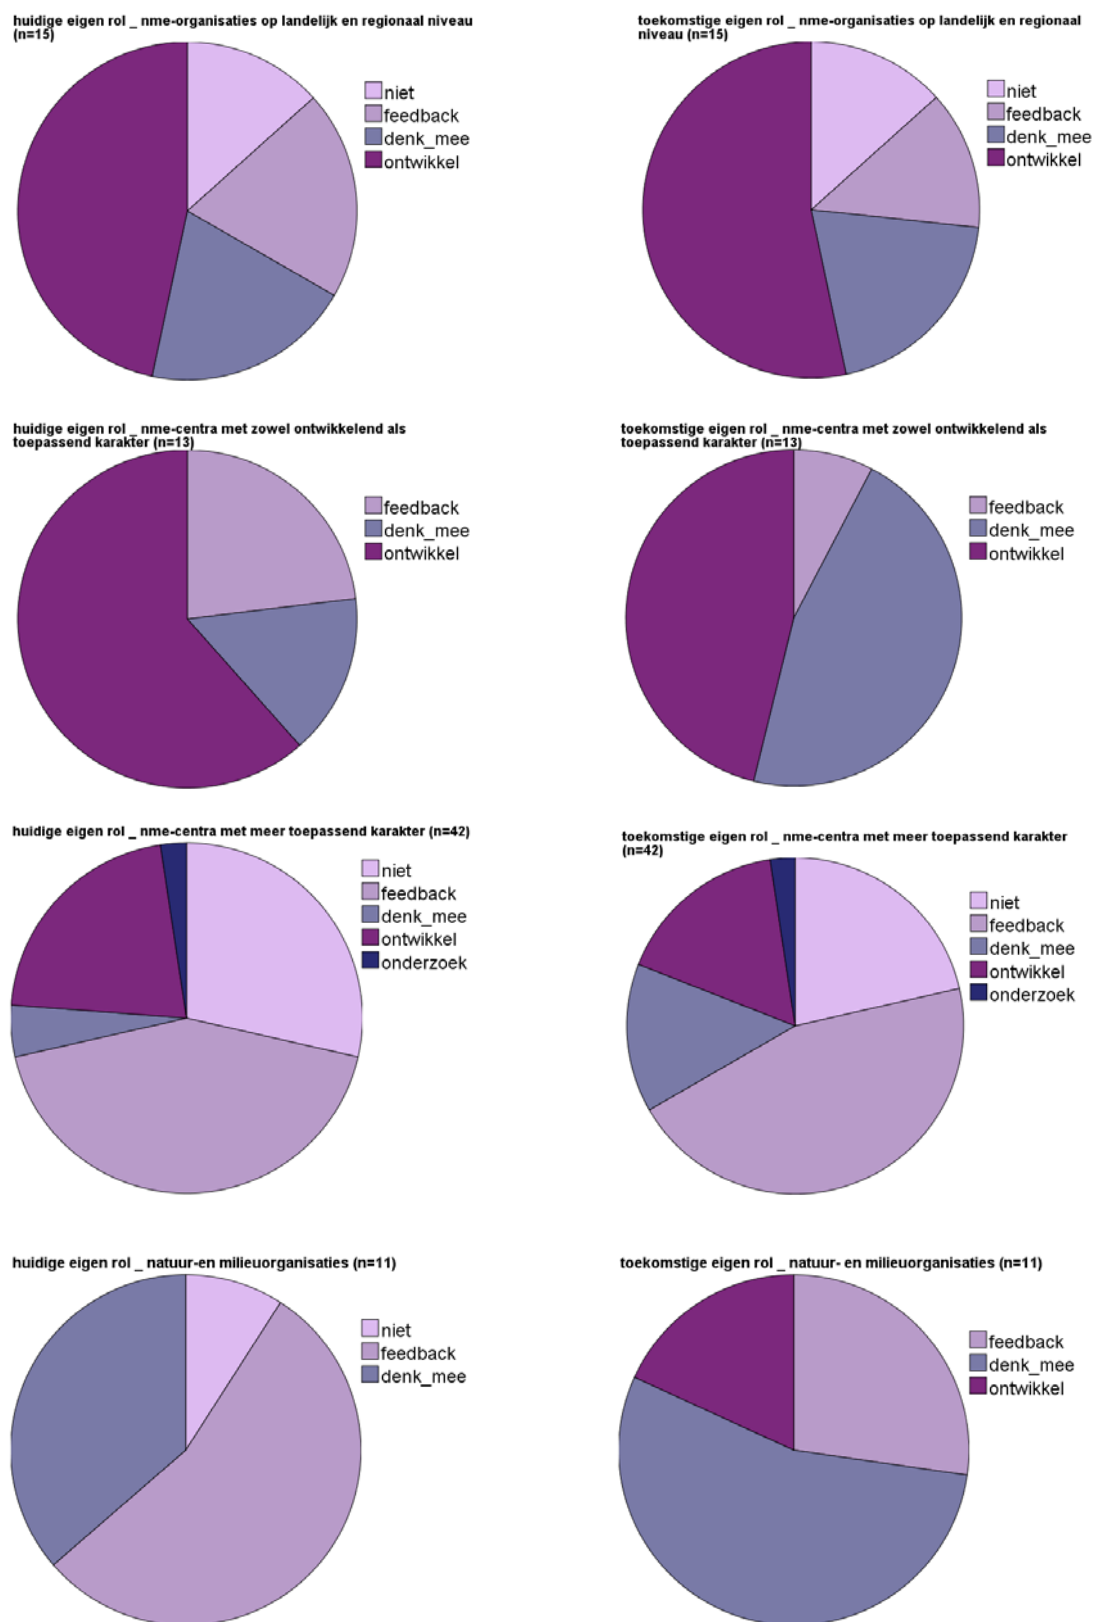 huidige eigen rol _ nme-organisaties op landelijk en regionaal niveau
(n=15)
niet
feedback
denk_mee
ontwikkel
toekomstige eigen rol _ nme-organisaties op landelijk en regionaal
niveau (n=15)
niet
feedback
denk_mee
ontwikkel
huidige eigen rol _ nme-centra met zowel ontwikkelend als
toepassend karakter (n=13)
feedback
denk_mee
ontwikkel
toekomstige eigen rol _ nme-centra met zowel ontwikkelend als
toepassend karakter (n=13)
feedback
denk_mee
ontwikkel
huidige eigen rol _ nme-centra met meer toepassend karakter (n=42)
niet
feedback
denk_mee
ontwikkel
onderzoek
toekomstige eigen rol _ nme-centra met meer toepassend karakter
(n=42)
niet
feedback
denk_mee
ontwikkel
onderzoek
huidige eigen rol _ natuur-en milieuorganisaties (n=11)
niet
feedback
denk_mee
toekomstige eigen rol _ natuur- en milieuorganisaties (n=11)
feedback
denk_mee
ontwikkel